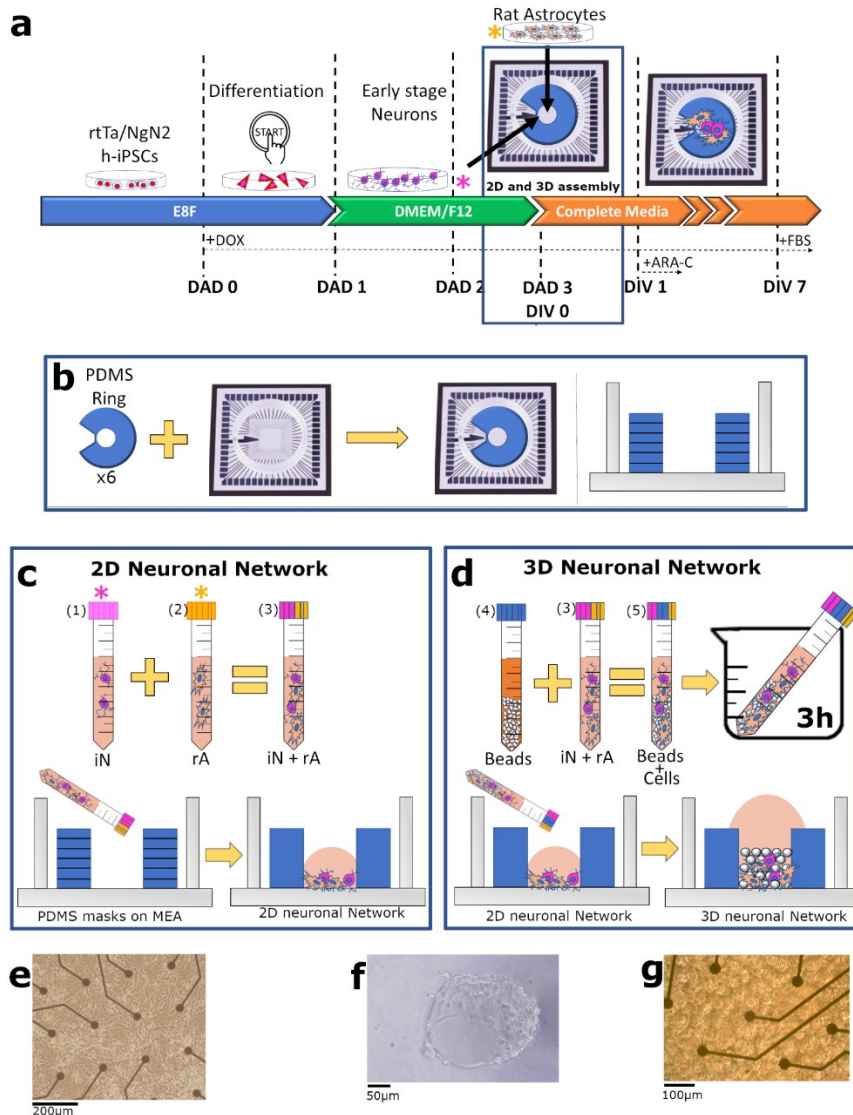 a
Rat Astrocytes
*
Differentiation
START
Early stage
Neurons
rtTa/NgN2
h-iPSCs
*
2D and 3D assembly
E8F
DMEM/F12
Complete Media
+DOX
+FBS
+ARA-C
DAD 0
DAD 1
DAD 2
DAD 3
DIV 0
DIV 1
DIV 7
b
PDMS
Ring
x6
c
2D Neuronal Network
* *
(1)
(2)
(3)
iN
rA
iN + rA
PDMS masks on MEA
2D neuronal Network
d
3D Neuronal Network
(4)
(3)
(5)
3h
Beads
iN + rA
Beads
+
Cells
2D neuronal Network
3D neuronal Network
e
200µm
f
50µm
g
100µm